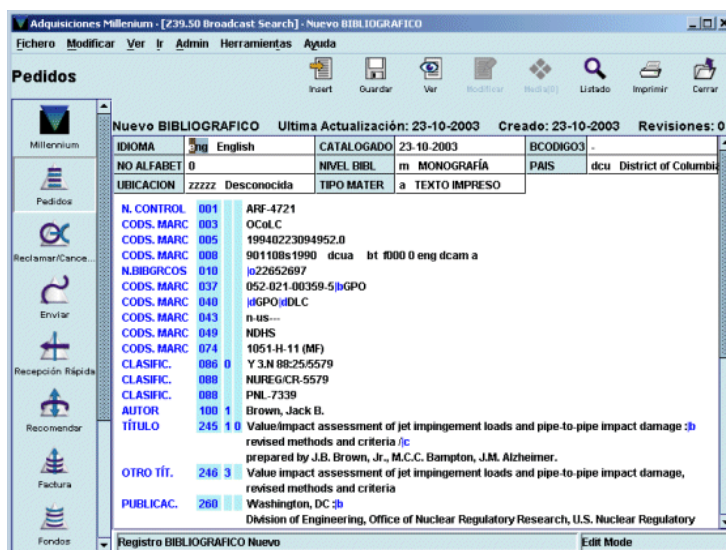 Adquisiciones Millenium - [Z39.50 Broadcast Search] - Nuevo BIBLIOGRAFICO
Fichero Modificar Ver Ir Admin Herramientas Ayuda
Pedidos
Insert Guardar Ver Modificar Media(0) Listado Imprimir Cerrar
Nuevo BIBLIOGRAFICO Ultima Actualización: 23-10-2003 Creado: 23-10-2003 Revisiones: 0
IDIOMA eng English CATALOGADO 23-10-2003 BCODIGO3 -
NO ALFABET 0 NIVEL BIBL m MONOGRAFÍA PAIS dcu District of Columbia
UBICACION zzzzz Desconocida TIPO MATER a TEXTO IMPRESO
Millennium
Pedidos
Reclamar/Cance...
Enviar
Recepción Rápida
Recomendar
Factura
Fondos
N. CONTROL 001 ARF-4721
CODS. MARC 003 OCoLC
CODS. MARC 005 19940223094952.0
CODS. MARC 008 901108s1990 dcua bt f000 0 eng dcam a
N.BIBGRCOS 010 |o22652697
CODS. MARC 037 052-021-00359-5|bGPO
CODS. MARC 040 |dGPO|dDLC
CODS. MARC 043 n-us---
CODS. MARC 049 NDHS
CODS. MARC 074 1051-H-11 (MF)
CLASIFIC. 086 0 Y 3.N 88:25/5579
CLASIFIC. 088 NUREG/CR-5579
CLASIFIC. 088 PNL-7339
AUTOR 100 1 Brown, Jack B.
TÍTULO 245 1 0 Value/impact assessment of jet impingement loads and pipe-to-pipe impact damage :|b
revised methods and criteria /|c
prepared by J.B. Brown, Jr., M.C.C. Bampton, J.M. Alzheimer.
OTRO TÍT. 246 3 Value impact assessment of jet impingement loads and pipe-to-pipe impact damage,
revised methods and criteria
PUBLICAC. 260 Washington, DC :|b
Division of Engineering, Office of Nuclear Regulatory Research, U.S. Nuclear Regulatory
Registro BIBLIOGRAFICO Nuevo Edit Mode